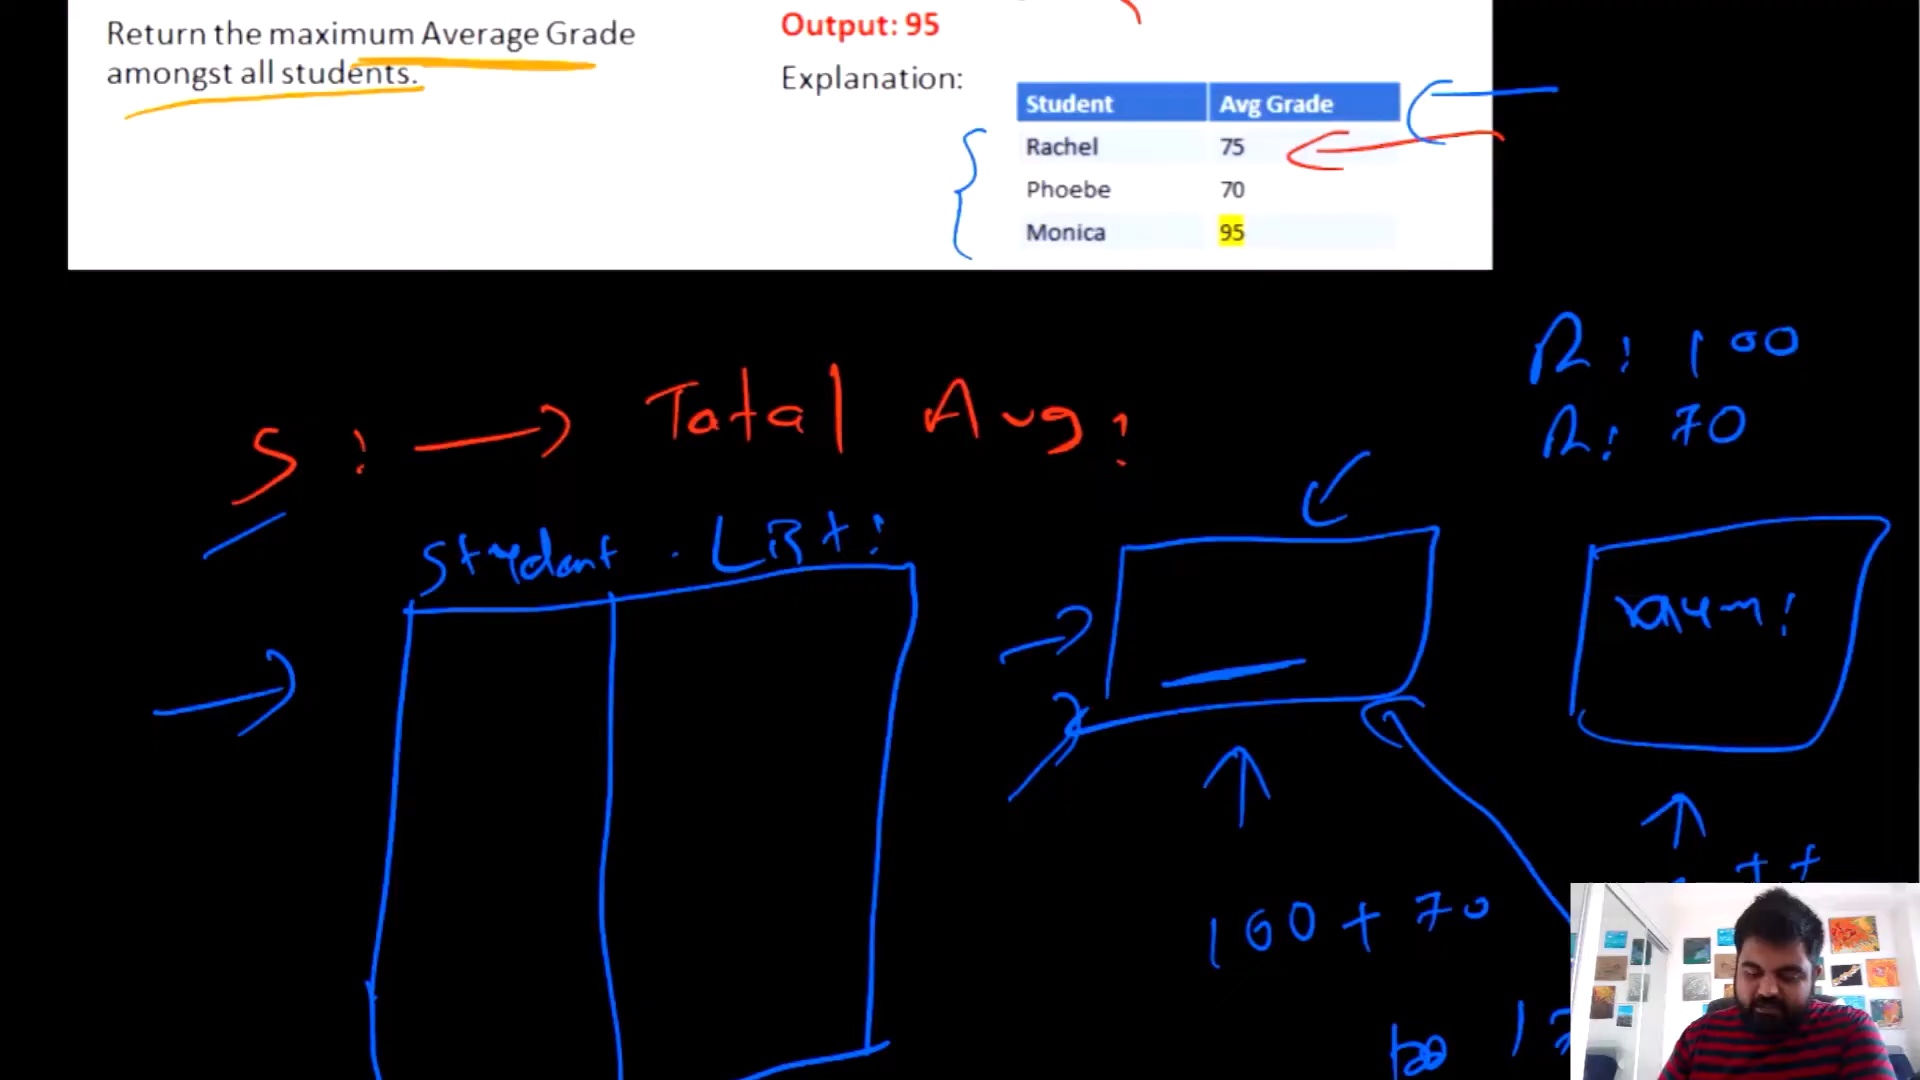 Return the maximum Average Grade
amongst all students.
Output: 95
Explanation:
Student Avg Grade
Rachel 75
Phoebe 70
Monica 95
R: 100
R: 70
S: → Total Avg:
Student List:
100 + 70